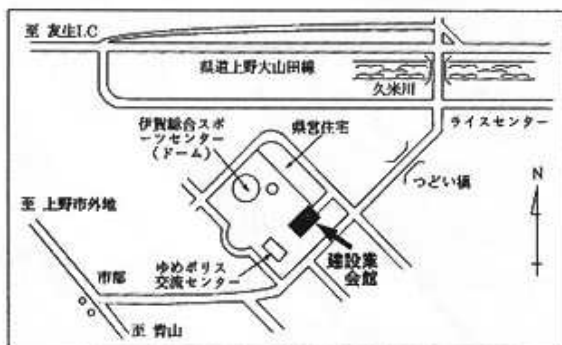 至 友生I.C
県道上野大山田線
久米川
伊賀総合スポ
ーツセンター
(ドーム)
県営住宅
ライスセンター
つどい橋
N
至 上野市外地
建設業
会館
ゆめポリス
交流センター
市部
至 青山